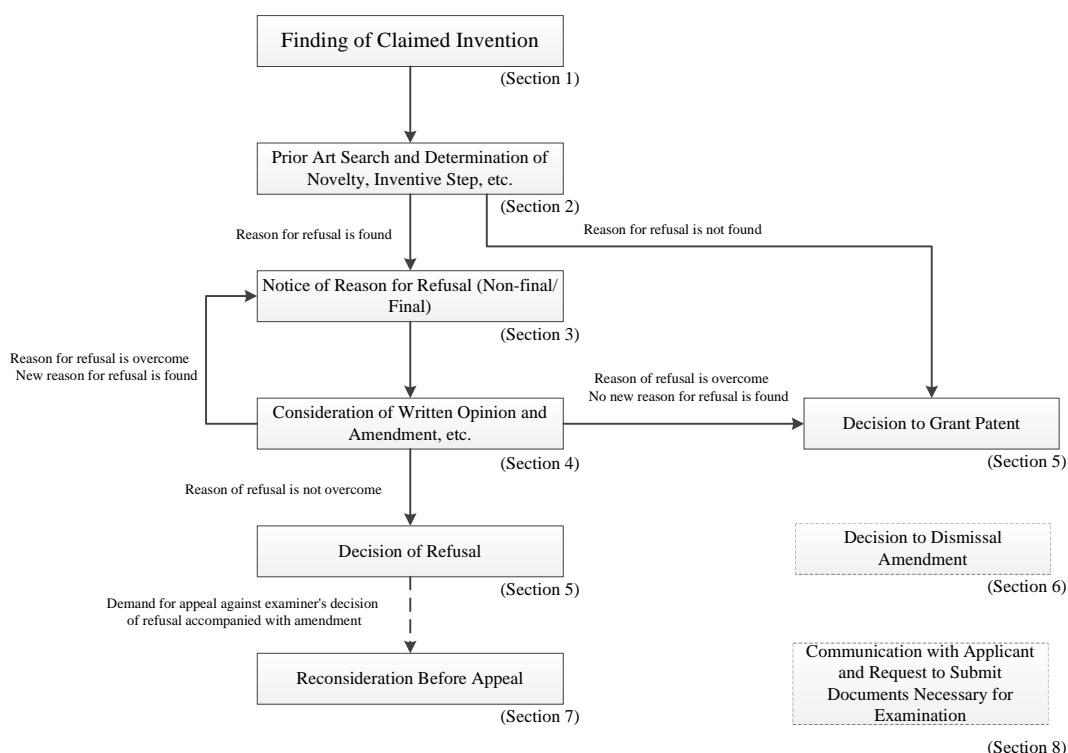 Finding of Claimed Invention
(Section 1)
Prior Art Search and Determination of
Novelty, Inventive Step, etc.
(Section 2)
Reason for refusal is found
Reason for refusal is not found
Notice of Reason for Refusal (Non-final/
Final)
(Section 3)
Reason for refusal is overcome
New reason for refusal is found
Reason of refusal is overcome
No new reason for refusal is found
Consideration of Written Opinion and
Amendment, etc.
(Section 4)
Decision to Grant Patent
(Section 5)
Reason of refusal is not overcome
Decision of Refusal
(Section 5)
Decision to Dismissal
Amendment
(Section 6)
Demand for appeal against examiner's decision
of refusal accompanied with amendment
Reconsideration Before Appeal
(Section 7)
Communication with Applicant
and Request to Submit
Documents Necessary for
Examination
(Section 8)